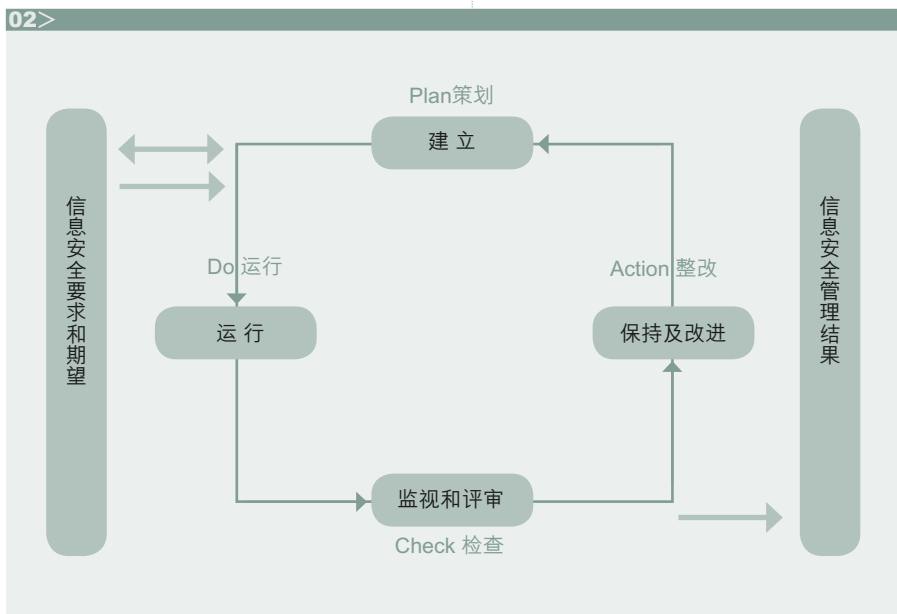 02>
Plan策划
建 立
信息安全要求和期望
信息安全管理结果
Do 运行
Action 整改
运 行
保持及改进
监视和评审
Check 检查